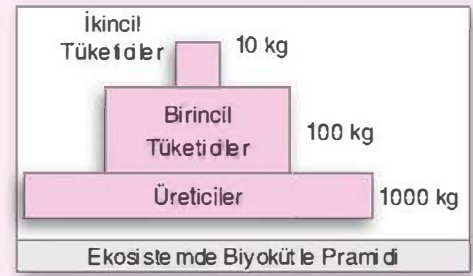 İkincil
Tüketiciler
10 kg
Birincil
Tüketiciler
100 kg
Üreticiler
1000 kg
Ekosistemde Biyokütle Piramidi